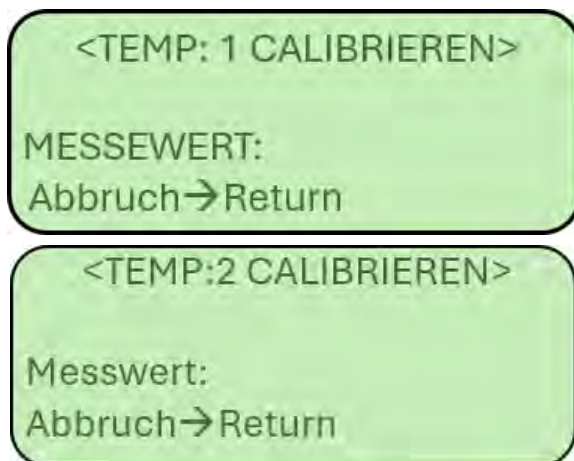 <TEMP: 1 CALIBRIEREN>
MESSEWERT:
Abbruch→Return
<TEMP:2 CALIBRIEREN>
Messwert:
Abbruch→Return